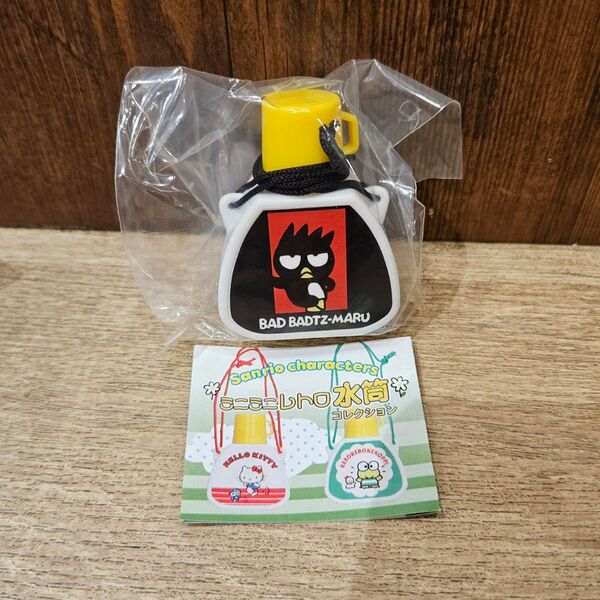 BAD BADTZ-MARU
Sanrio characters
ミニミニレトロ水筒
コレクション
HELLO KITTY
KEROKEROKEROPPI